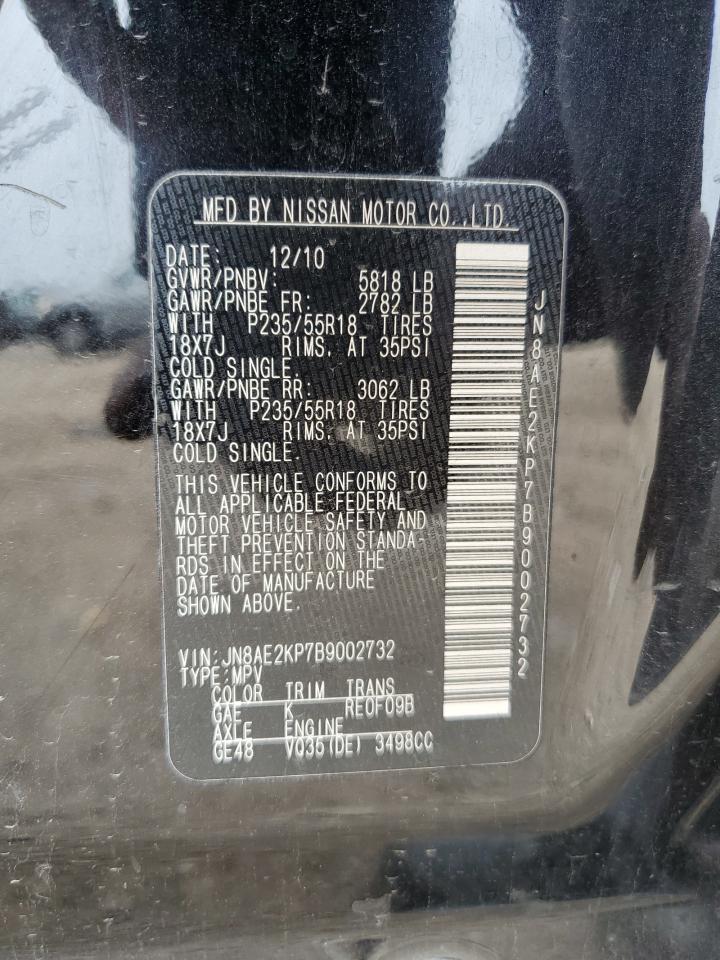 MFD BY NISSAN MOTOR CO.,LTD.
DATE: 12/10
GVWR/PNBV: 5818 LB
GAWR/PNBE FR: 2782 LB
WITH P235/55R18 TIRES
18X7J RIMS. AT 35PSI
COLD SINGLE.
GAWR/PNBE RR: 3062 LB
WITH P235/55R18 TIRES
18X7J RIMS. AT 35PSI
COLD SINGLE.
THIS VEHICLE CONFORMS TO
ALL APPLICABLE FEDERAL
MOTOR VEHICLE SAFETY AND
THEFT PREVENTION STANDA-
RDS IN EFFECT ON THE
DATE OF MANUFACTURE
SHOWN ABOVE.
VIN:JN8AE2KP7B9002732
TYPE:MPV
COLOR TRIM TRANS
GAE K RE0F09B
AXLE ENGINE
GE48 VQ35(DE) 3498CC
JN8AE2KP7B9002732